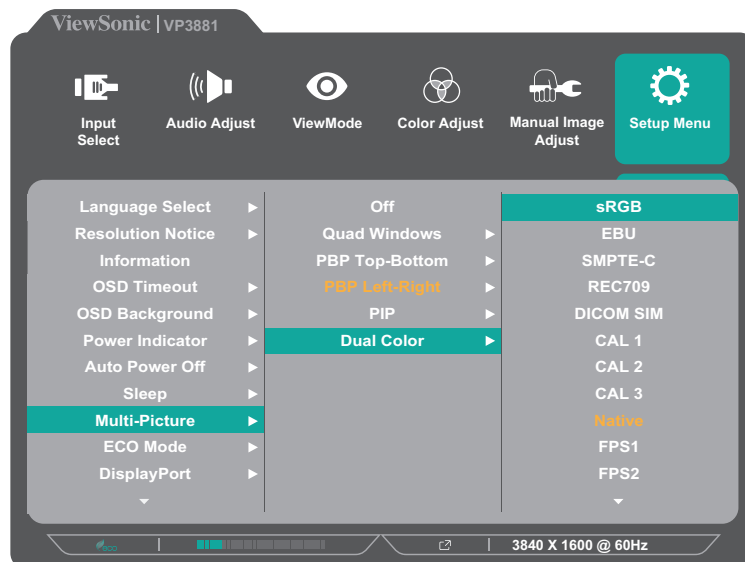 ViewSonic | VP3881
Input Select
Audio Adjust
ViewMode
Color Adjust
Manual Image Adjust
Setup Menu
Language Select
Resolution Notice
Information
OSD Timeout
OSD Background
Power Indicator
Auto Power Off
Sleep
Multi-Picture
ECO Mode
DisplayPort
Off
Quad Windows
PBP Top-Bottom
PBP Left-Right
PIP
Dual Color
sRGB
EBU
SMPTE-C
REC709
DICOM SIM
CAL 1
CAL 2
CAL 3
Native
FPS1
FPS2
eco
3840 X 1600 @ 60Hz